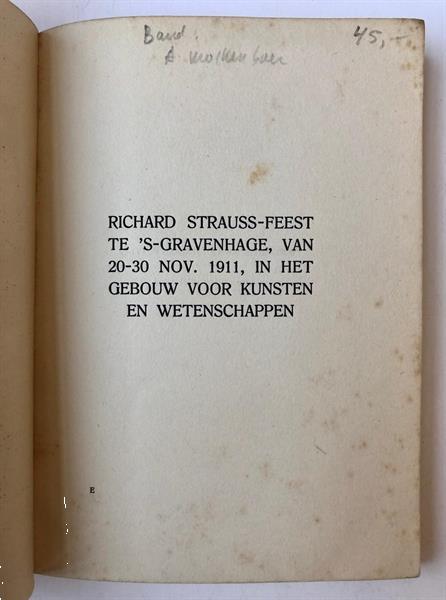 Band: 45,-
A Molkenboer
RICHARD STRAUSS-FEEST
TE 'S-GRAVENHAGE, VAN
20-30 NOV. 1911, IN HET
GEBOUW VOOR KUNSTEN
EN WETENSCHAPPEN
E